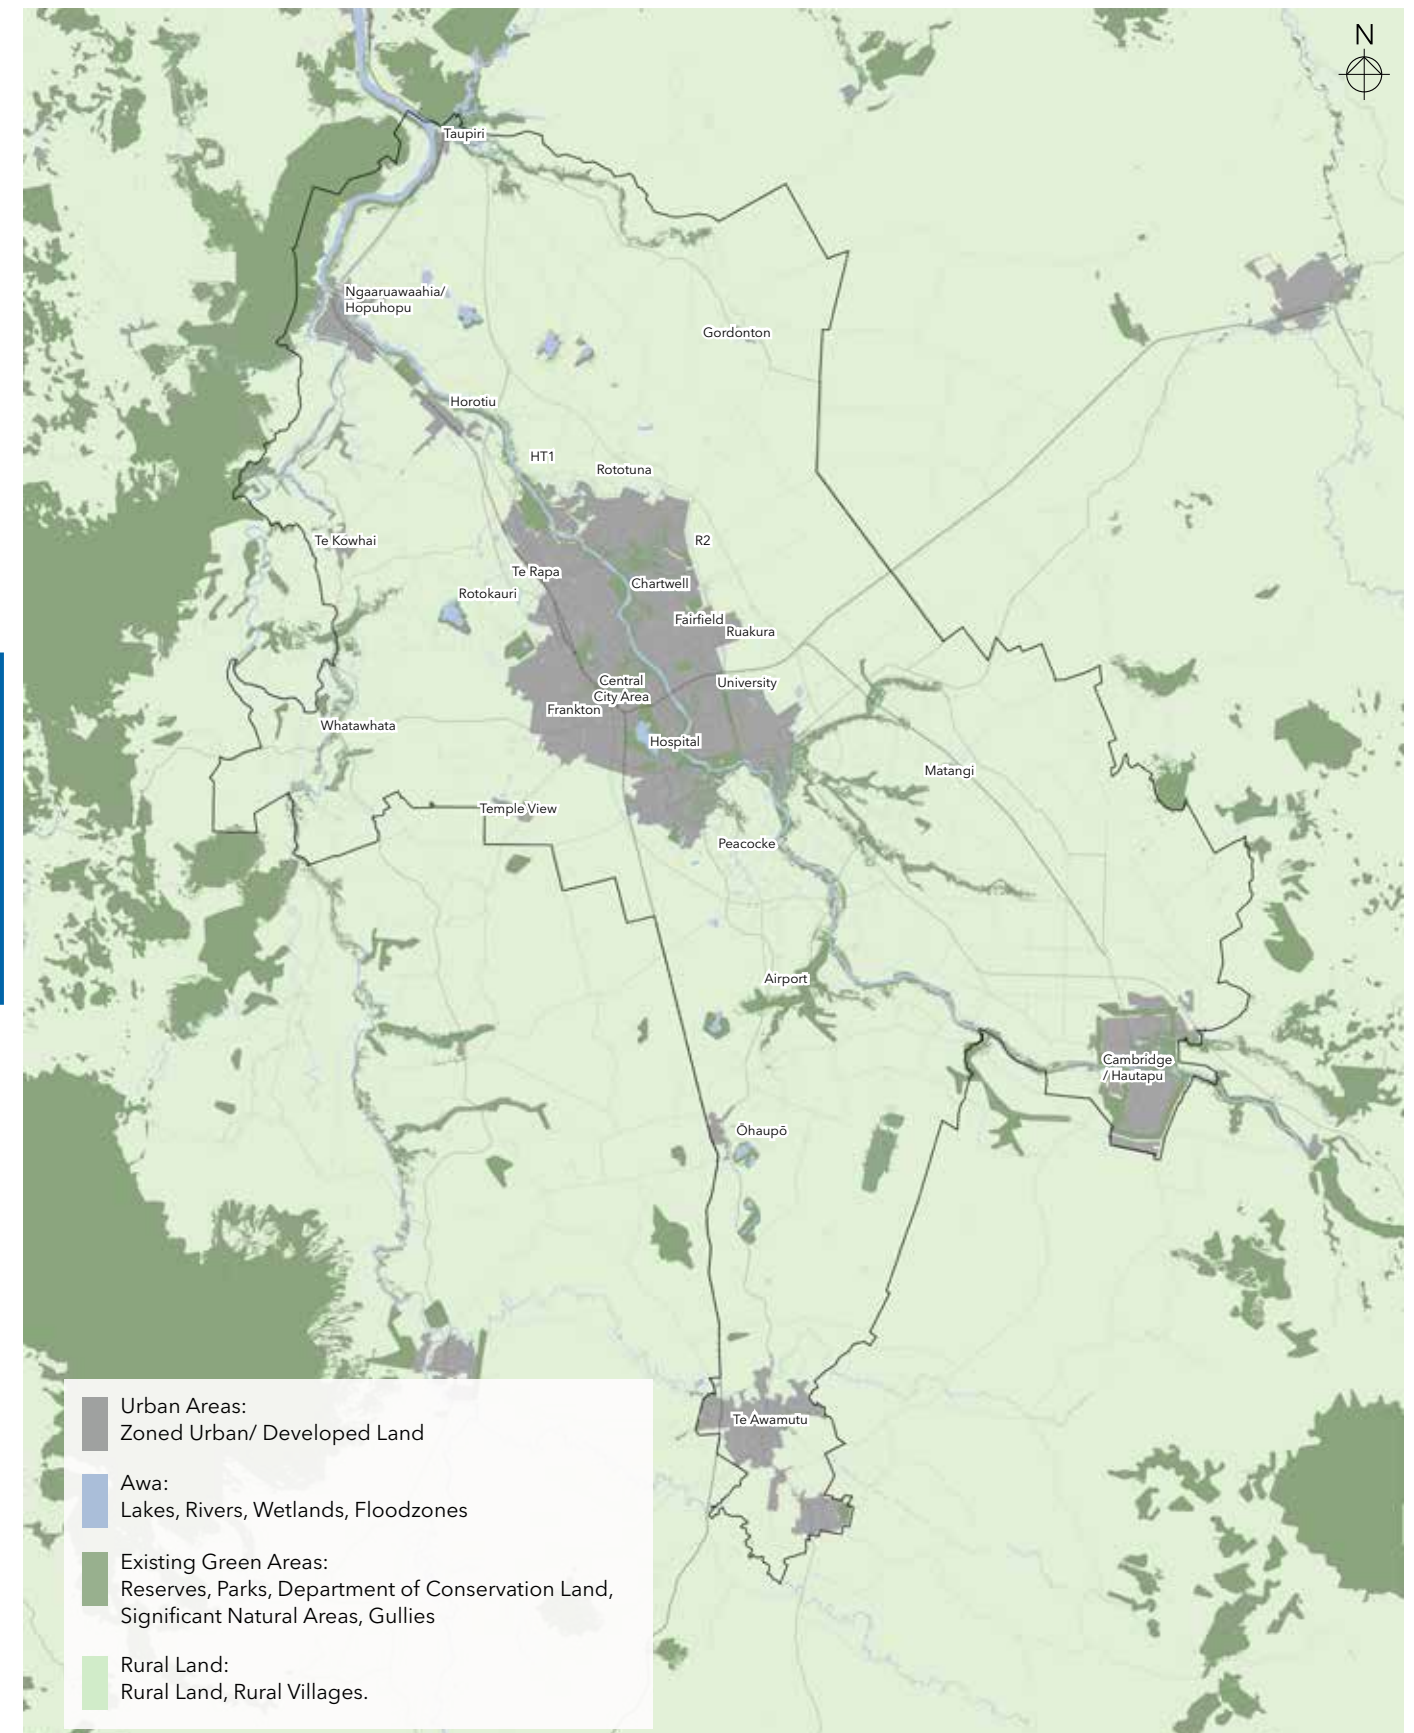 N
Taupiri
Ngaaruawaahia/
Hopuhopu
Gordonton
Horotiu
HT1
Rototuna
Te Kowhai
R2
Te Rapa
Chartwell
Rotokauri
Fairfield
Ruakura
Central
City Area
University
Frankton
Whatawhata
Hospital
Matangi
Temple View
Peacocke
Airport
Cambridge
/ Hautapu
Ōhaupō
Te Awamutu
Urban Areas:
Zoned Urban/ Developed Land
Awa:
Lakes, Rivers, Wetlands, Floodzones
Existing Green Areas:
Reserves, Parks, Department of Conservation Land,
Significant Natural Areas, Gullies
Rural Land:
Rural Land, Rural Villages.